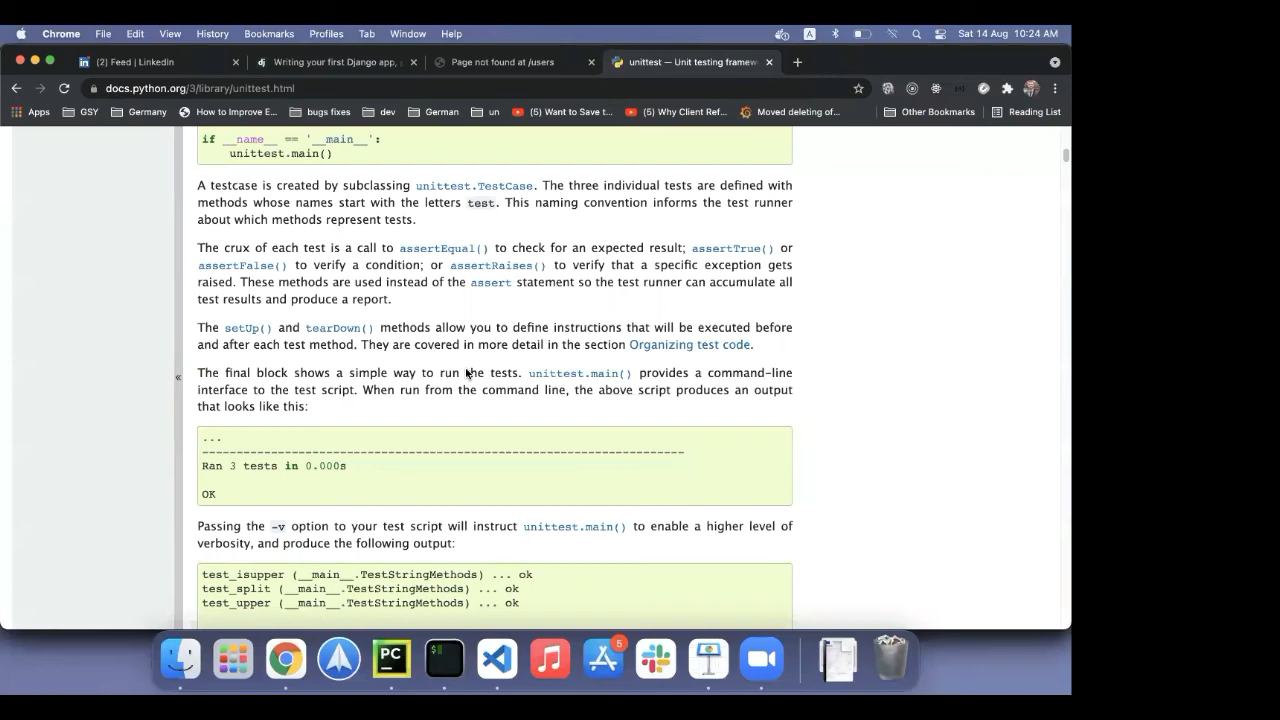 Chrome File Edit View History Bookmarks Profiles Tab Window Help A Sat 14 Aug 10:24 AM
(2) Feed | LinkedIn Writing your first Django app, Page not found at /users unittest — Unit testing framew
docs.python.org/3/library/unittest.html
Apps GSY Germany How to Improve E... bugs fixes dev German un (5) Want to Save t... (5) Why Client Ref... Moved deleting of... Other Bookmarks Reading List
if __name__ == '__main__':
unittest.main()
A testcase is created by subclassing unittest.TestCase. The three individual tests are defined with
methods whose names start with the letters test. This naming convention informs the test runner
about which methods represent tests.
The crux of each test is a call to assertEqual() to check for an expected result; assertTrue() or
assertFalse() to verify a condition; or assertRaises() to verify that a specific exception gets
raised. These methods are used instead of the assert statement so the test runner can accumulate all
test results and produce a report.
The setUp() and tearDown() methods allow you to define instructions that will be executed before
and after each test method. They are covered in more detail in the section Organizing test code.
The final block shows a simple way to run the tests. unittest.main() provides a command-line
interface to the test script. When run from the command line, the above script produces an output
that looks like this:
...
----------------------------------------------------------------------
Ran 3 tests in 0.000s
OK
Passing the -v option to your test script will instruct unittest.main() to enable a higher level of
verbosity, and produce the following output:
test_isupper (__main__.TestStringMethods) ... ok
test_split (__main__.TestStringMethods) ... ok
test_upper (__main__.TestStringMethods) ... ok
PC $ 5